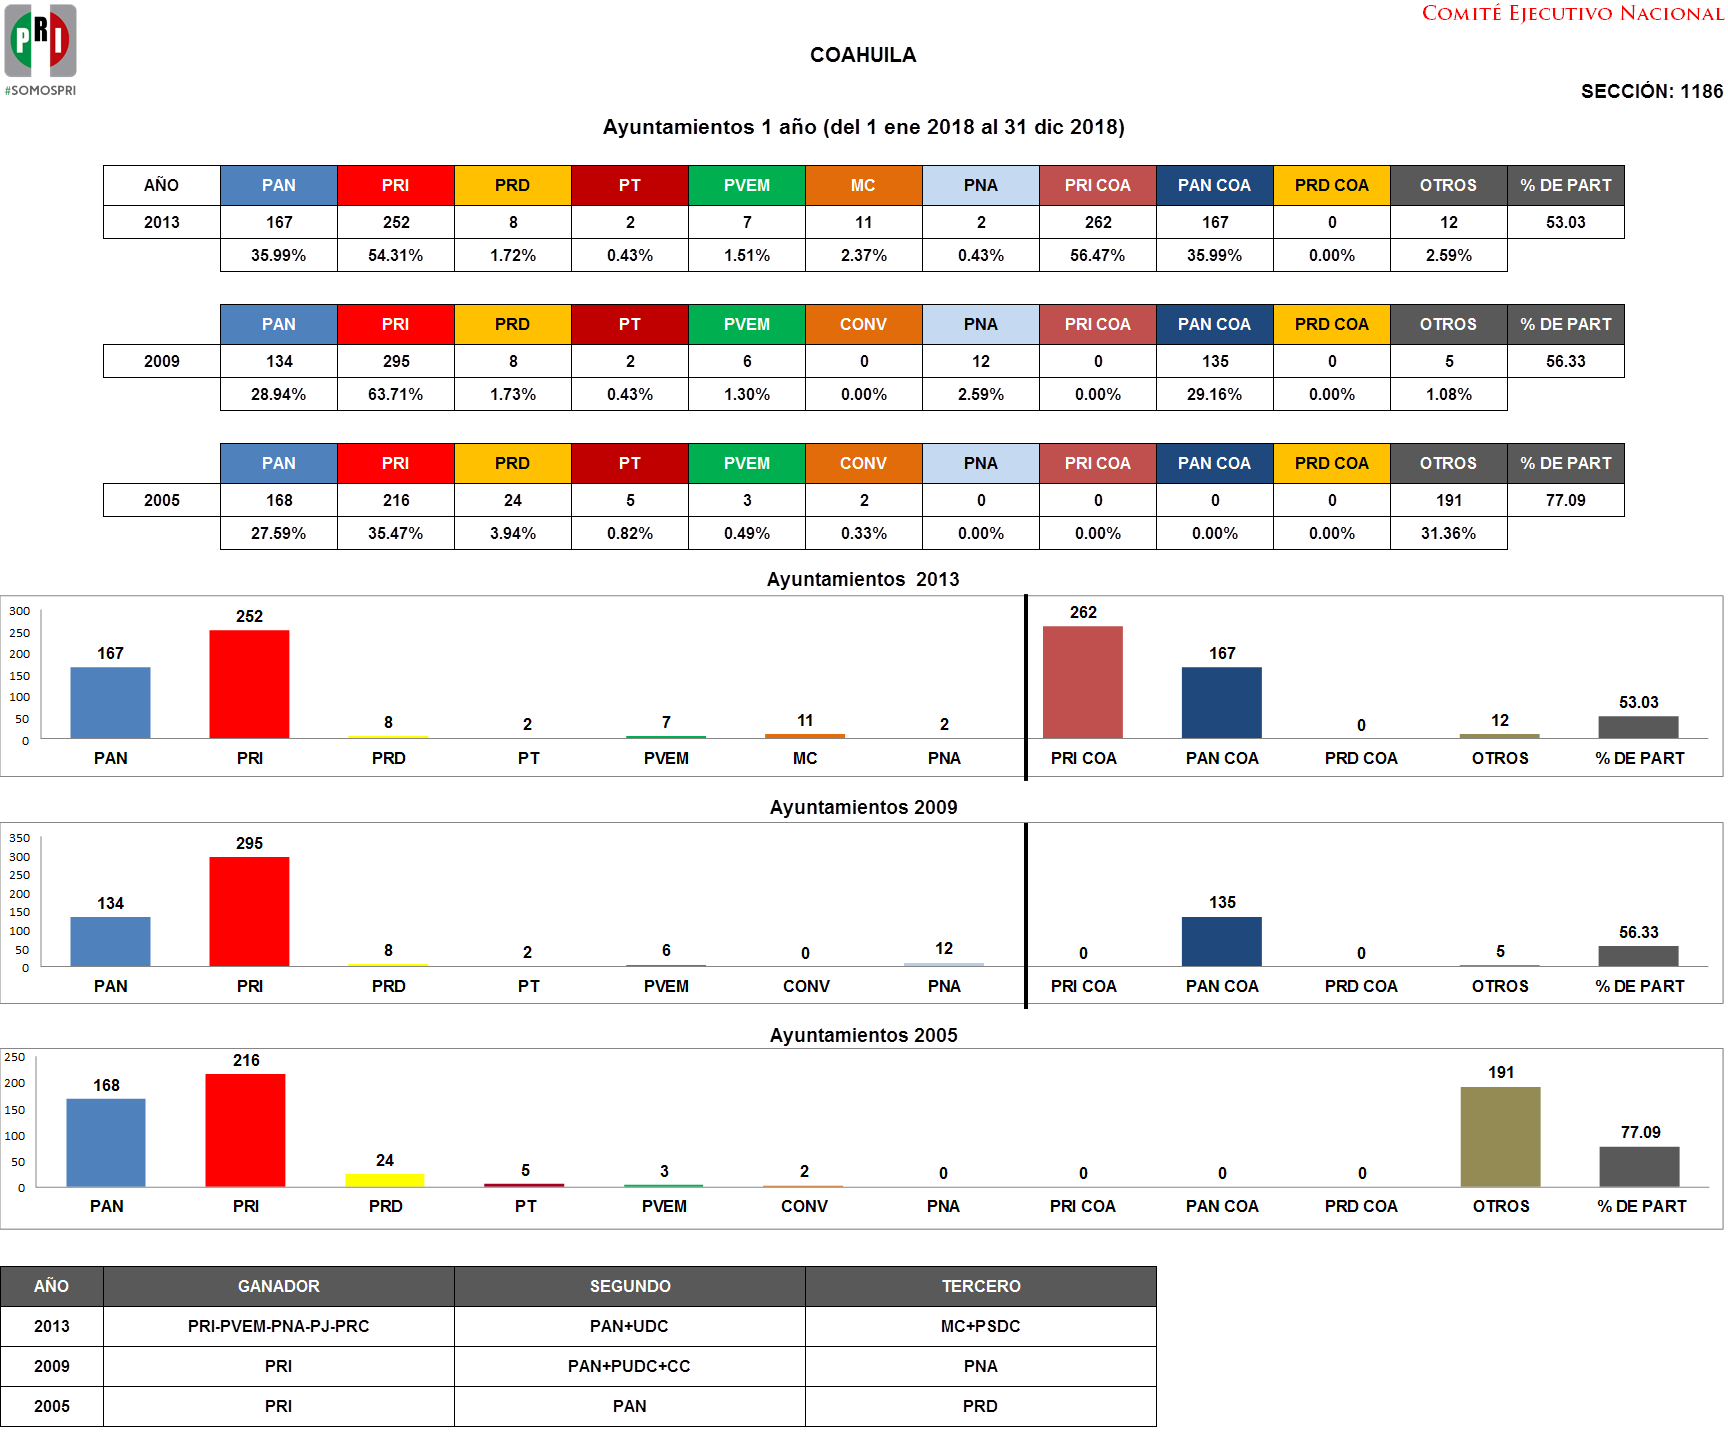 COMITÉ EJECUTIVO NACIONAL
PRI
#SOMOSPRI
COAHUILA
SECCIÓN: 1186
Ayuntamientos 1 año (del 1 ene 2018 al 31 dic 2018)
AÑO PAN PRI PRD PT PVEM MC PNA PRI COA PAN COA PRD COA OTROS % DE PART
2013 167 252 8 2 7 11 2 262 167 0 12 53.03
35.99% 54.31% 1.72% 0.43% 1.51% 2.37% 0.43% 56.47% 35.99% 0.00% 2.59%
PAN PRI PRD PT PVEM CONV PNA PRI COA PAN COA PRD COA OTROS % DE PART
2009 134 295 8 2 6 0 12 0 135 0 5 56.33
28.94% 63.71% 1.73% 0.43% 1.30% 0.00% 2.59% 0.00% 29.16% 0.00% 1.08%
PAN PRI PRD PT PVEM CONV PNA PRI COA PAN COA PRD COA OTROS % DE PART
2005 168 216 24 5 3 2 0 0 0 0 191 77.09
27.59% 35.47% 3.94% 0.82% 0.49% 0.33% 0.00% 0.00% 0.00% 0.00% 31.36%
Ayuntamientos 2013
300
250
200
150
100
50
0
167 252 8 2 7 11 2 262 167 0 12 53.03
PAN PRI PRD PT PVEM MC PNA PRI COA PAN COA PRD COA OTROS % DE PART
Ayuntamientos 2009
350
300
250
200
150
100
50
0
134 295 8 2 6 0 12 0 135 0 5 56.33
PAN PRI PRD PT PVEM CONV PNA PRI COA PAN COA PRD COA OTROS % DE PART
Ayuntamientos 2005
250
200
150
100
50
0
168 216 24 5 3 2 0 0 0 0 191 77.09
PAN PRI PRD PT PVEM CONV PNA PRI COA PAN COA PRD COA OTROS % DE PART
AÑO GANADOR SEGUNDO TERCERO
2013 PRI-PVEM-PNA-PJ-PRC PAN+UDC MC+PSDC
2009 PRI PAN+PUDC+CC PNA
2005 PRI PAN PRD